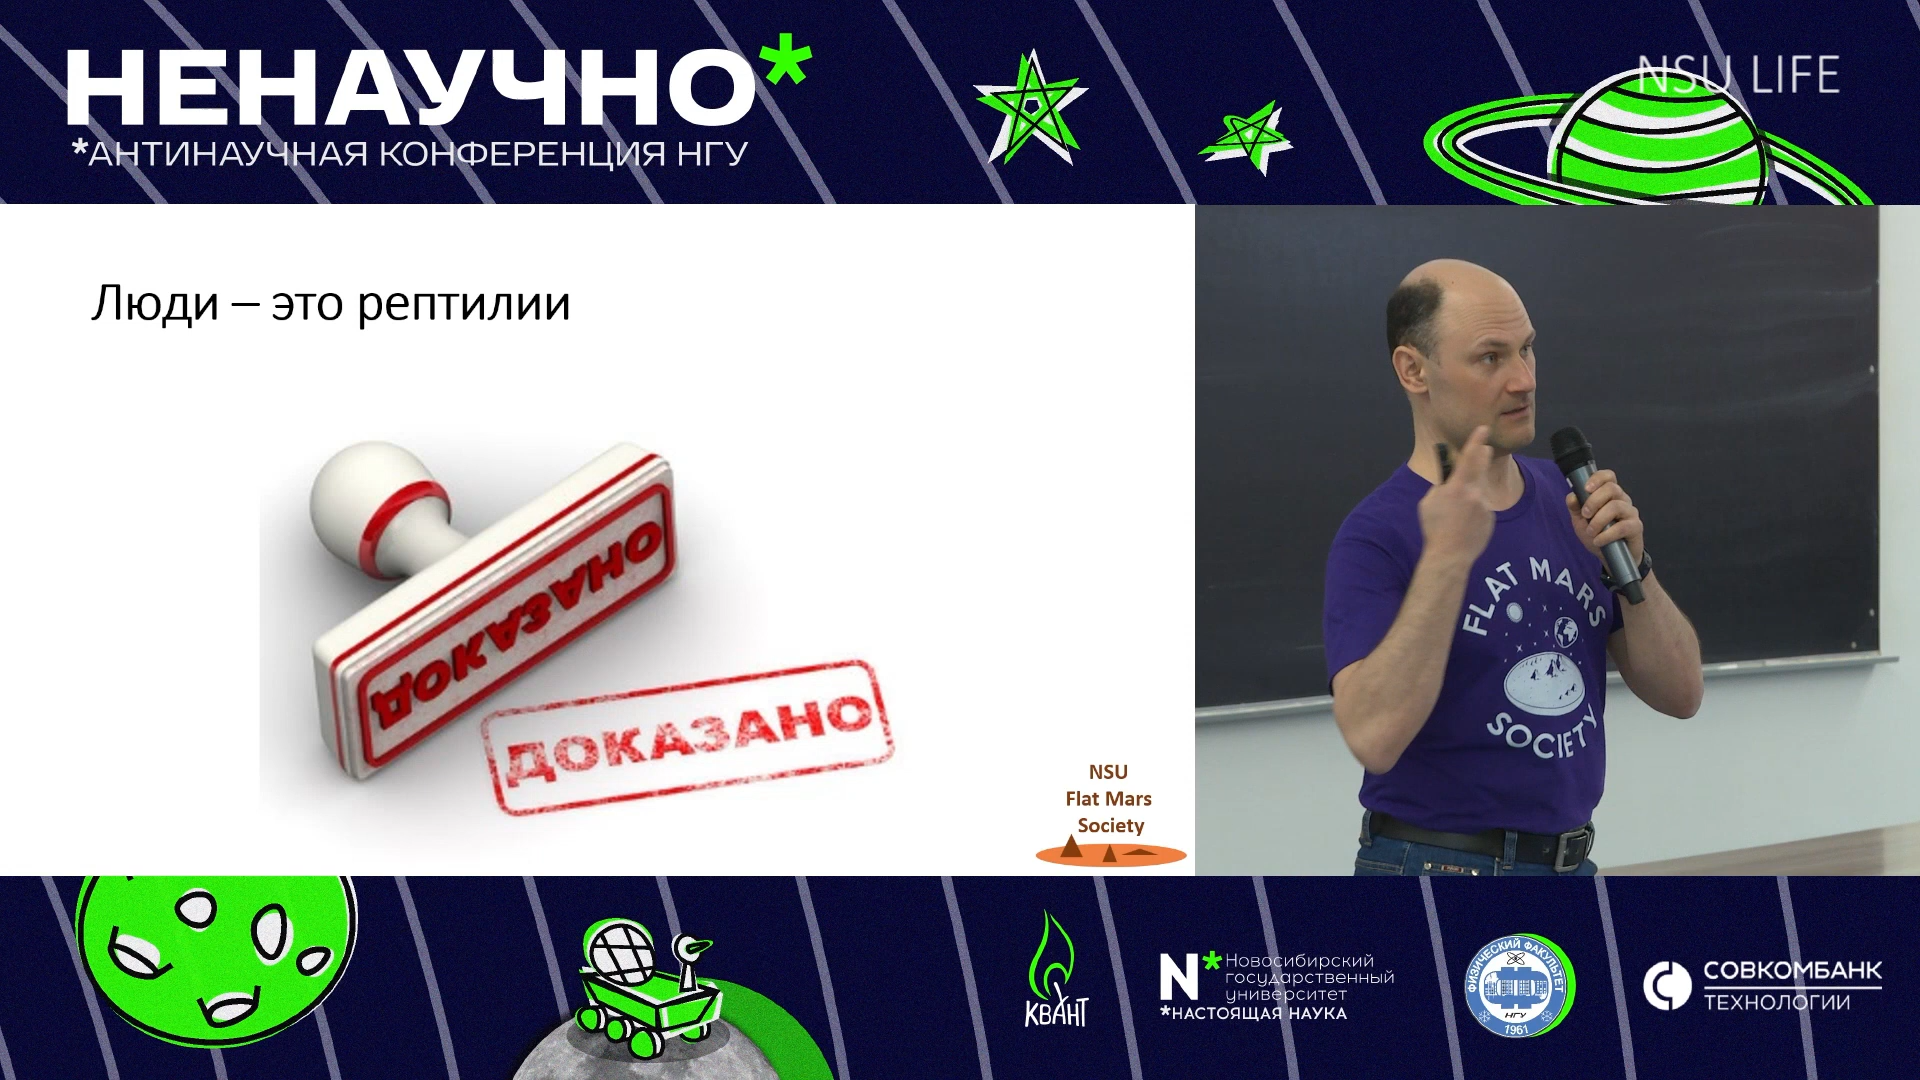 НЕНАУЧНО*
*АНТИНАУЧНАЯ КОНФЕРЕНЦИЯ НГУ
NSU LIFE
Люди – это рептилии
ДОКАЗАНО
ДОКАЗАНО
NSU
Flat Mars
Society
FLAT MARS
SOCIETY
КВАНТ
N*
Новосибирский
государственный
университет
*НАСТОЯЩАЯ НАУКА
ФИЗИЧЕСКИЙ ФАКУЛЬТЕТ
НГУ
1961
СОВКОМБАНК
ТЕХНОЛОГИИ